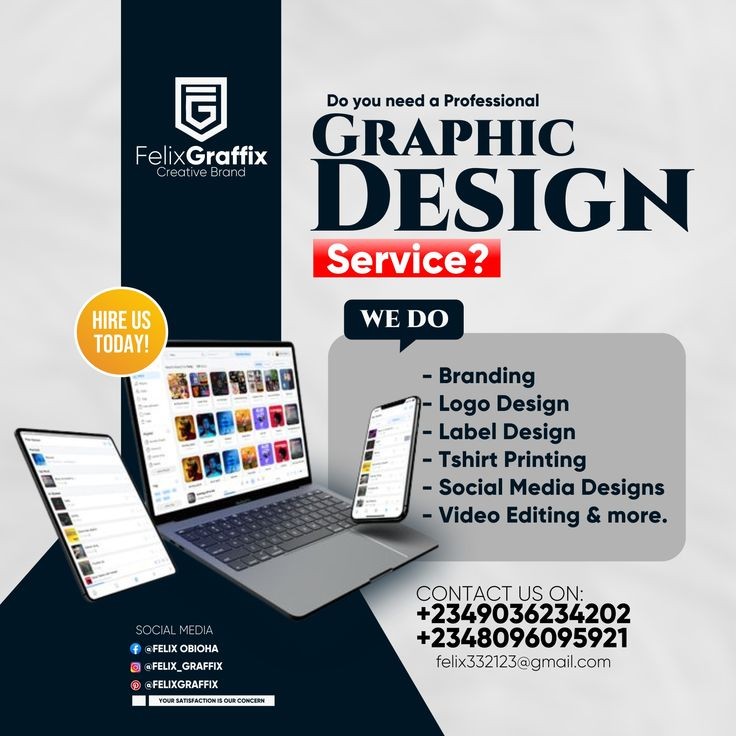 FelixGraffix
Creative Brand
Do you need a Professional
GRAPHIC
DESIGN
Service?
HIRE US
TODAY!
WE DO
- Branding
- Logo Design
- Label Design
- Tshirt Printing
- Social Media Designs
- Video Editing & more.
CONTACT US ON:
+2349036234202
+2348096095921
felix332123@gmail.com
SOCIAL MEDIA
@FELIX OBIOHA
@FELIX_GRAFFIX
@FELIXGRAFFIX
YOUR SATISFACTION IS OUR CONCERN